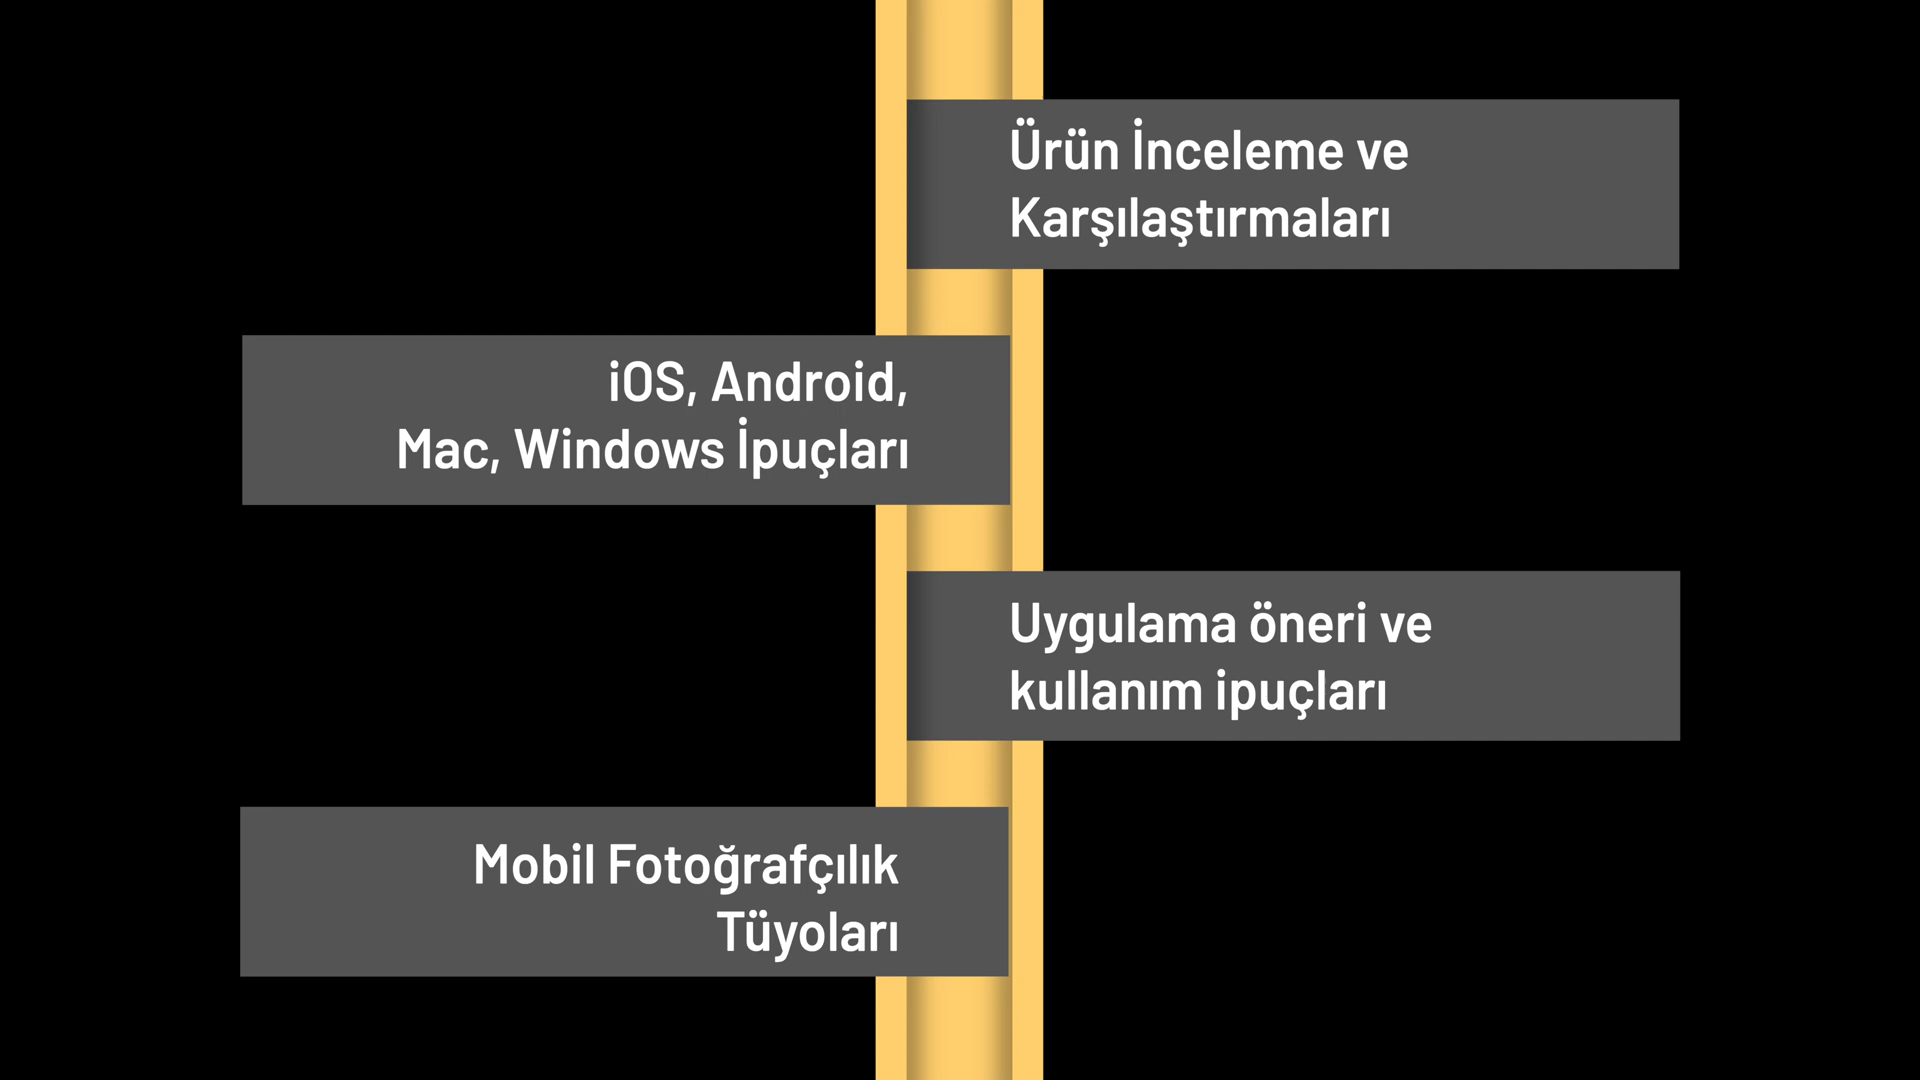 Ürün İnceleme ve
Karşılaştırmaları
iOS, Android,
Mac, Windows İpuçları
Uygulama öneri ve
kullanım ipuçları
Mobil Fotoğrafçılık
Tüyoları